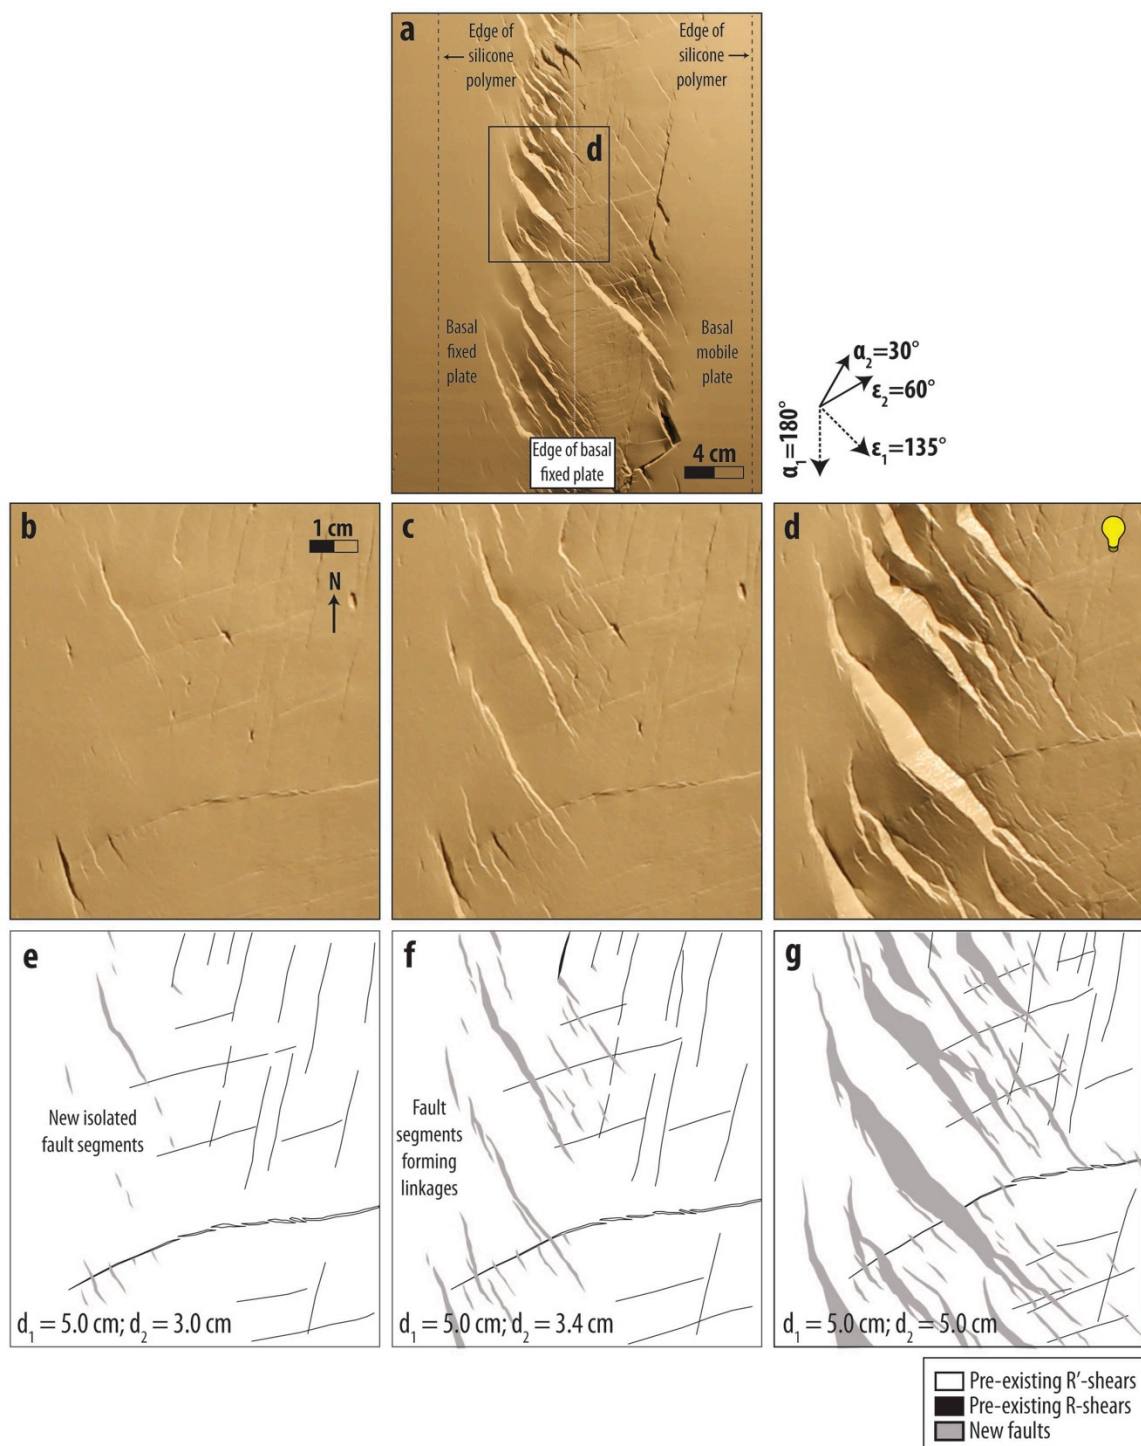 a
Edge of
silicone
polymer
Edge of
silicone
polymer
d
Basal
fixed
plate
Basal
mobile
plate
Edge of basal
fixed plate
4 cm
α₂=30°
ε₂=60°
ε₁=135°
α₁=180°
b
1 cm
N
c
d
e
New isolated
fault segments
d₁ = 5.0 cm; d₂ = 3.0 cm
f
Fault
segments
forming
linkages
d₁ = 5.0 cm; d₂ = 3.4 cm
g
d₁ = 5.0 cm; d₂ = 5.0 cm
Pre-existing R'-shears
Pre-existing R-shears
New faults